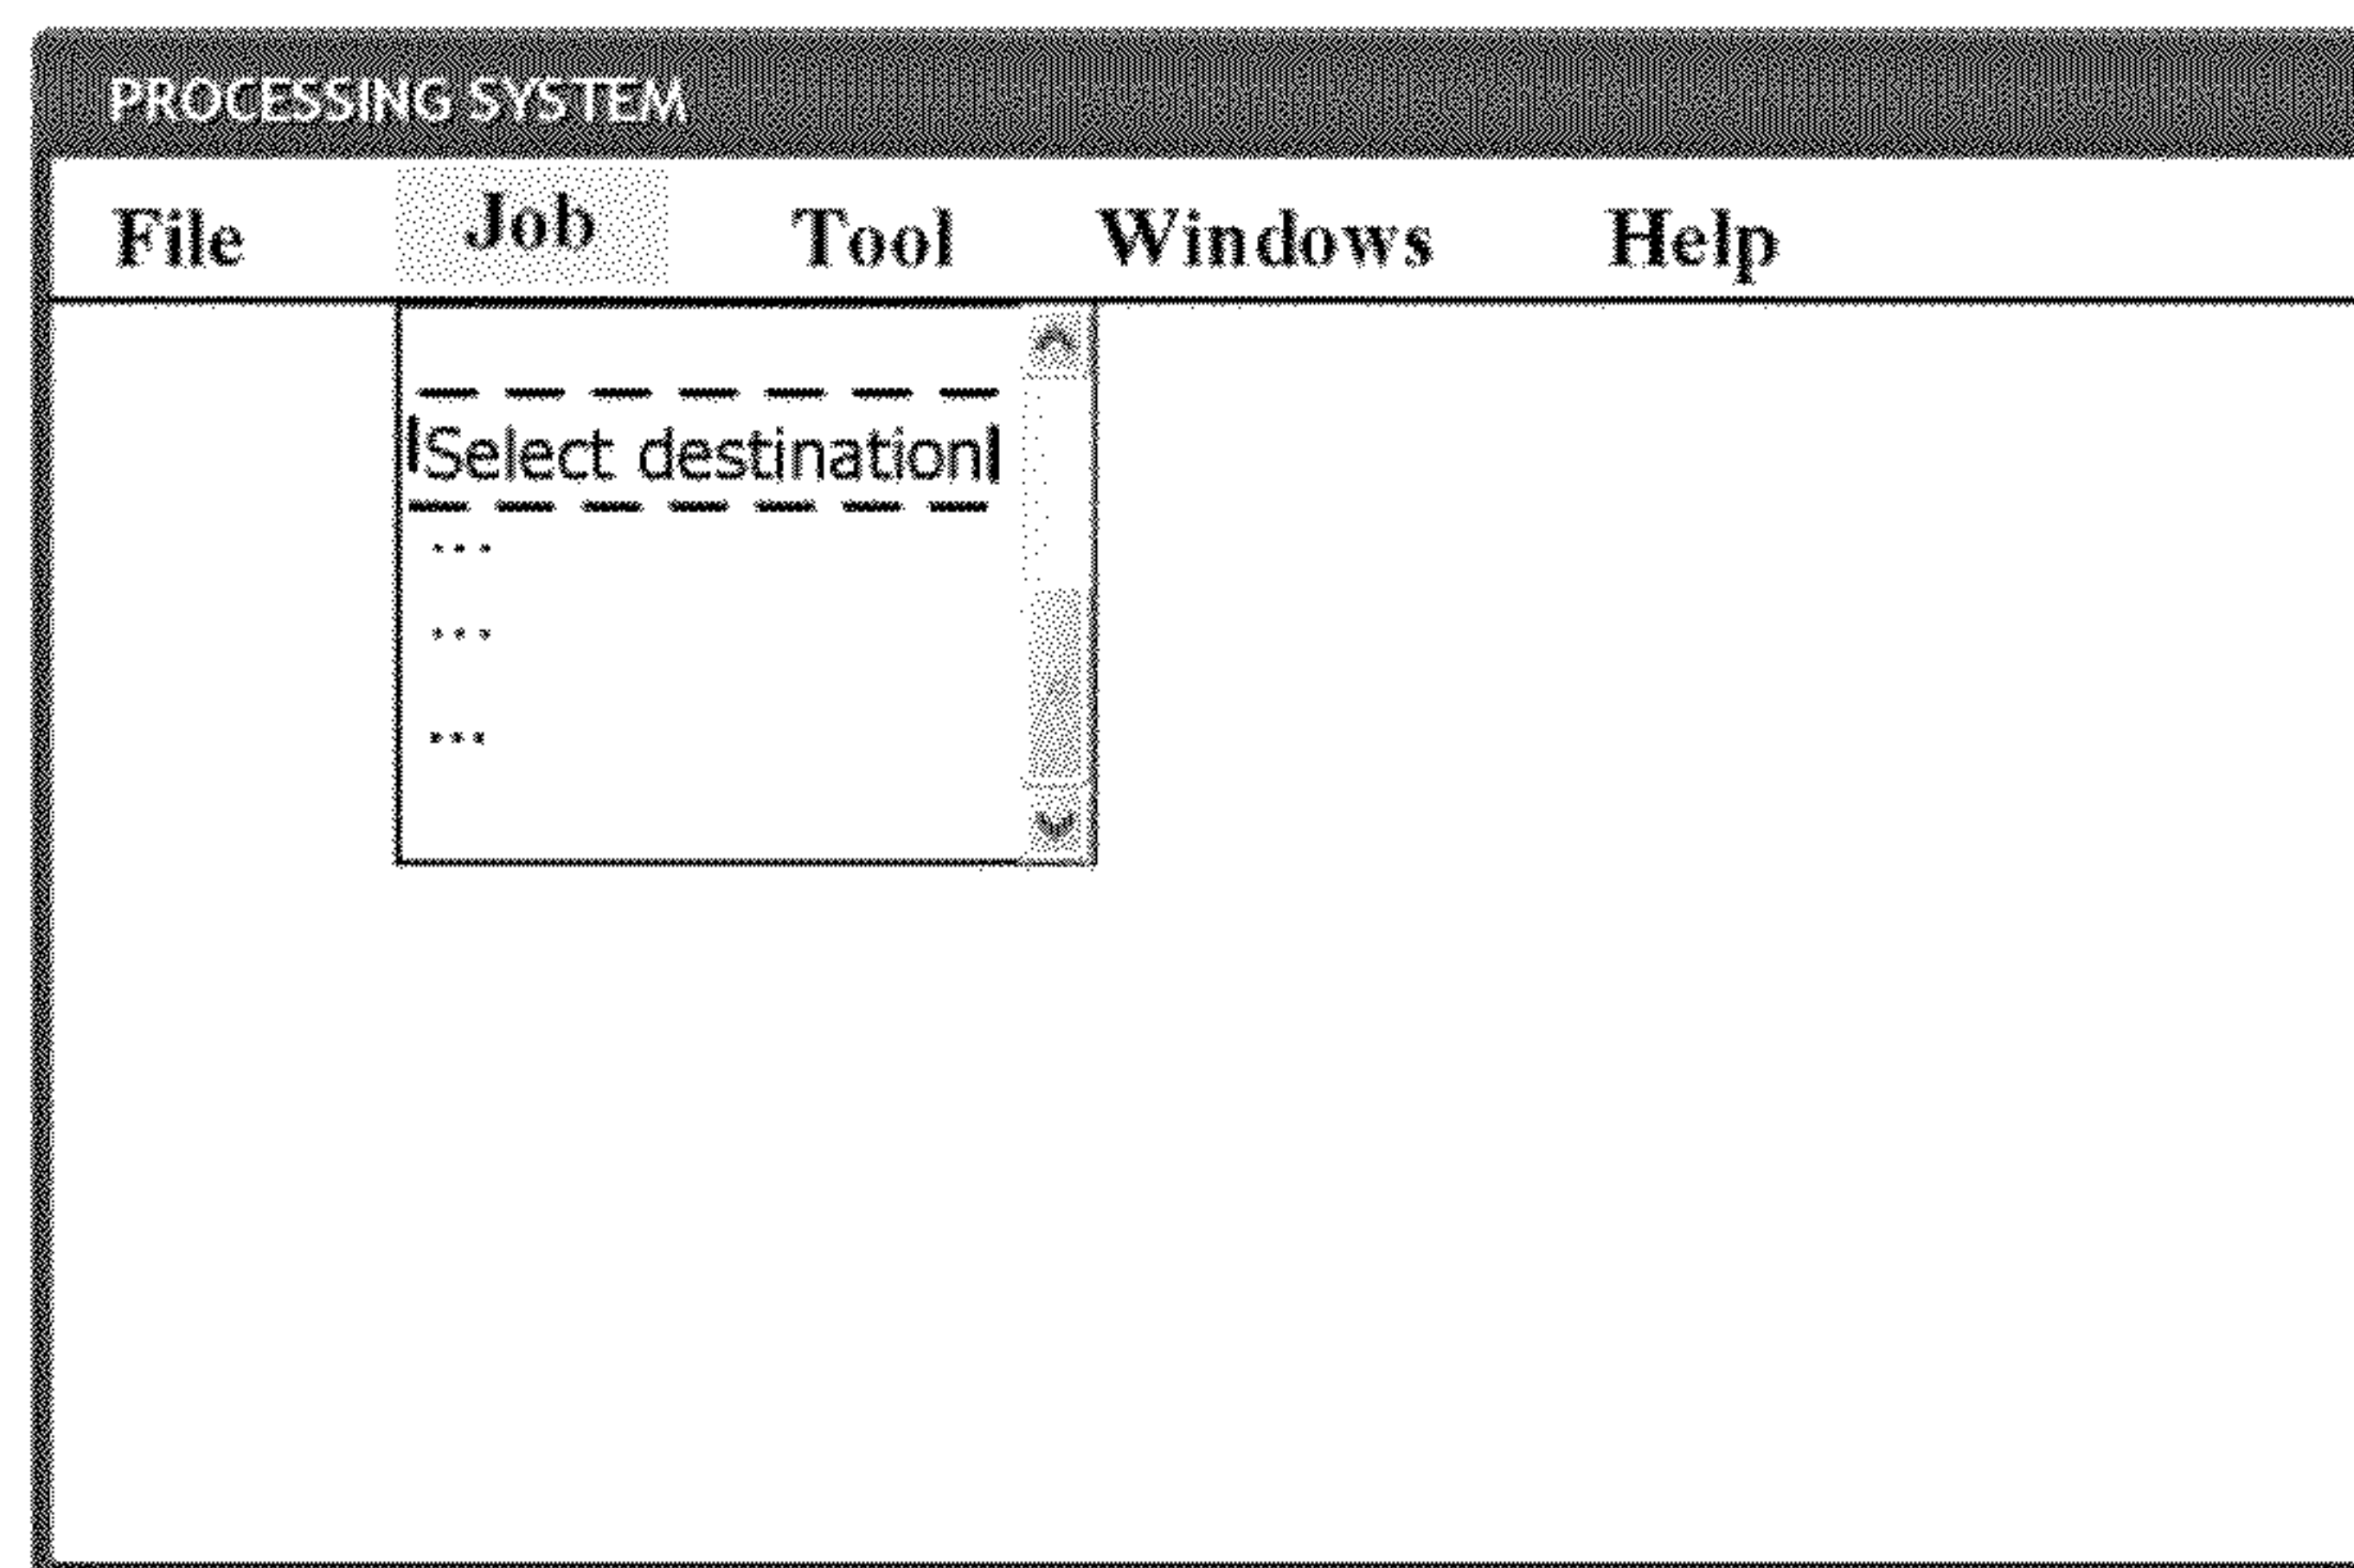 PROCESSING SYSTEM
File Job Tool Windows Help
Select destination
...
...
...